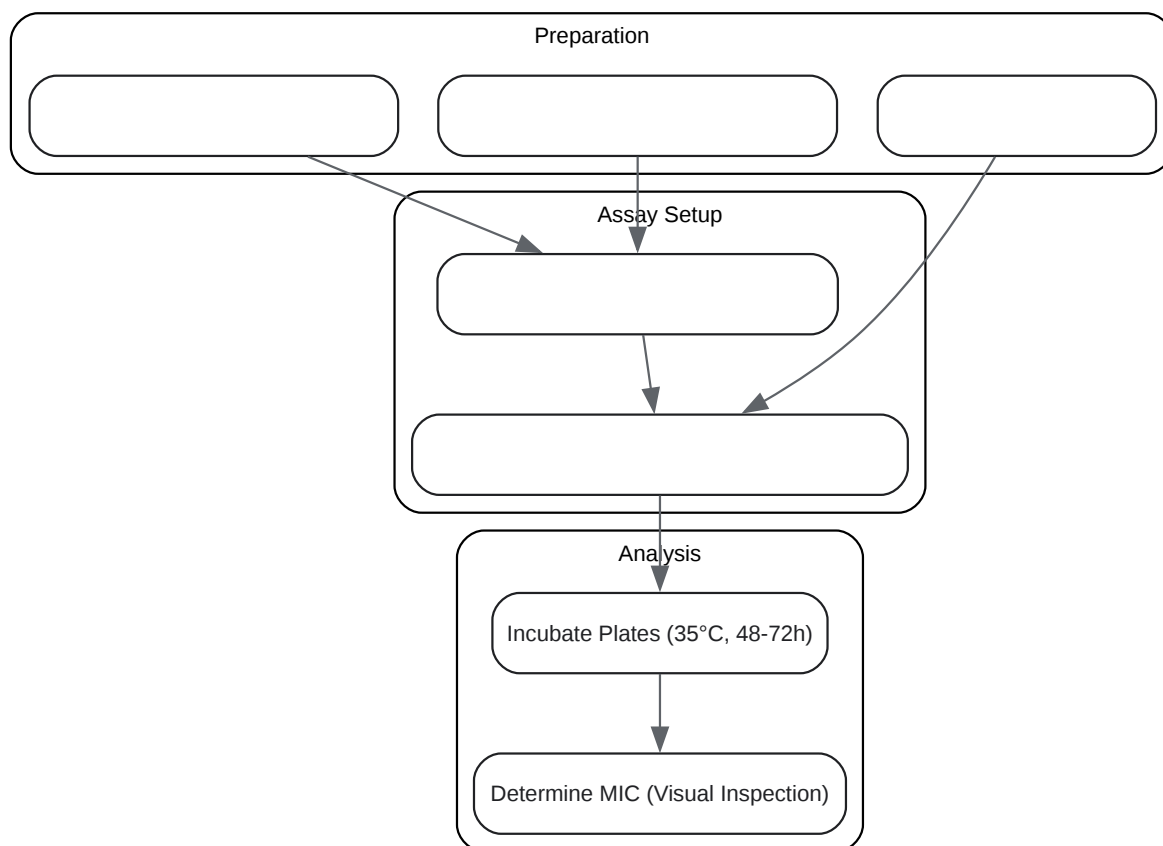 Preparation
Assay Setup
Analysis
Incubate Plates (35°C, 48-72h)
Determine MIC (Visual Inspection)